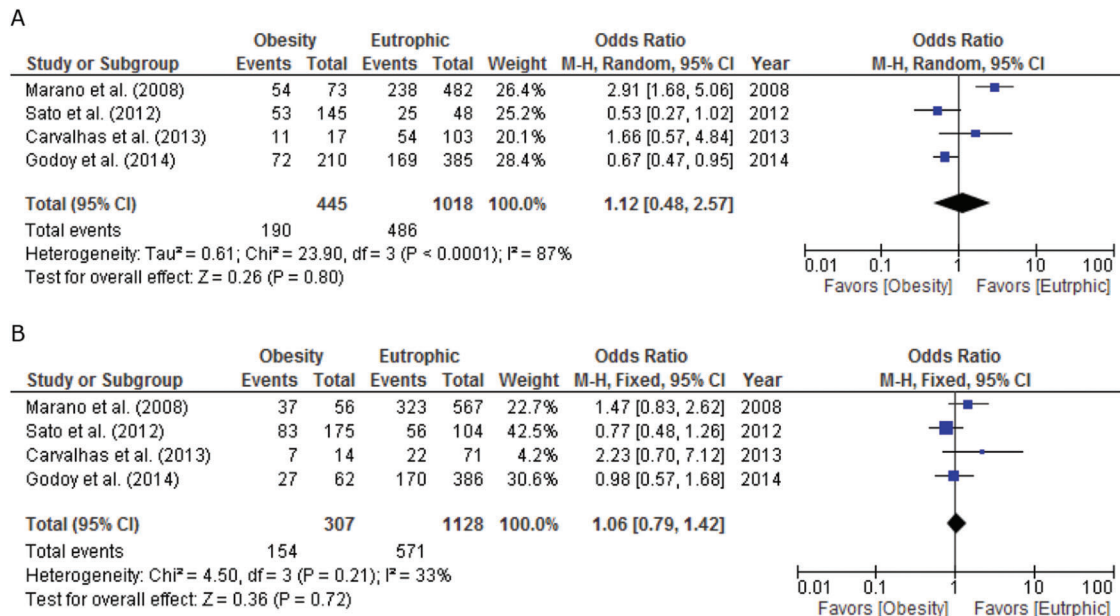 A
Obesity Eutrophic Odds Ratio Odds Ratio
Study or Subgroup Events Total Events Total Weight M-H, Random, 95% CI Year M-H, Random, 95% CI
Marano et al. (2008) 54 73 238 482 26.4% 2.91 [1.68, 5.06] 2008
Sato et al. (2012) 53 145 25 48 25.2% 0.53 [0.27, 1.02] 2012
Carvalhas et al. (2013) 11 17 54 103 20.1% 1.66 [0.57, 4.84] 2013
Godoy et al. (2014) 72 210 169 385 28.4% 0.67 [0.47, 0.95] 2014
Total (95% CI) 445 1018 100.0% 1.12 [0.48, 2.57]
Total events 190 486
Heterogeneity: Tau² = 0.61; Chi² = 23.90, df = 3 (P < 0.0001); I² = 87%
Test for overall effect: Z = 0.26 (P = 0.80)
0.01 0.1 1 10 100
Favors [Obesity] Favors [Eutrphic]
B
Obesity Eutrophic Odds Ratio Odds Ratio
Study or Subgroup Events Total Events Total Weight M-H, Fixed, 95% CI Year M-H, Fixed, 95% CI
Marano et al. (2008) 37 56 323 567 22.7% 1.47 [0.83, 2.62] 2008
Sato et al. (2012) 83 175 56 104 42.5% 0.77 [0.48, 1.26] 2012
Carvalhas et al. (2013) 7 14 22 71 4.2% 2.23 [0.70, 7.12] 2013
Godoy et al. (2014) 27 62 170 386 30.6% 0.98 [0.57, 1.68] 2014
Total (95% CI) 307 1128 100.0% 1.06 [0.79, 1.42]
Total events 154 571
Heterogeneity: Chi² = 4.50, df = 3 (P = 0.21); I² = 33%
Test for overall effect: Z = 0.36 (P = 0.72)
0.01 0.1 1 10 100
Favors [Obesity] Favors [Eutrphic]